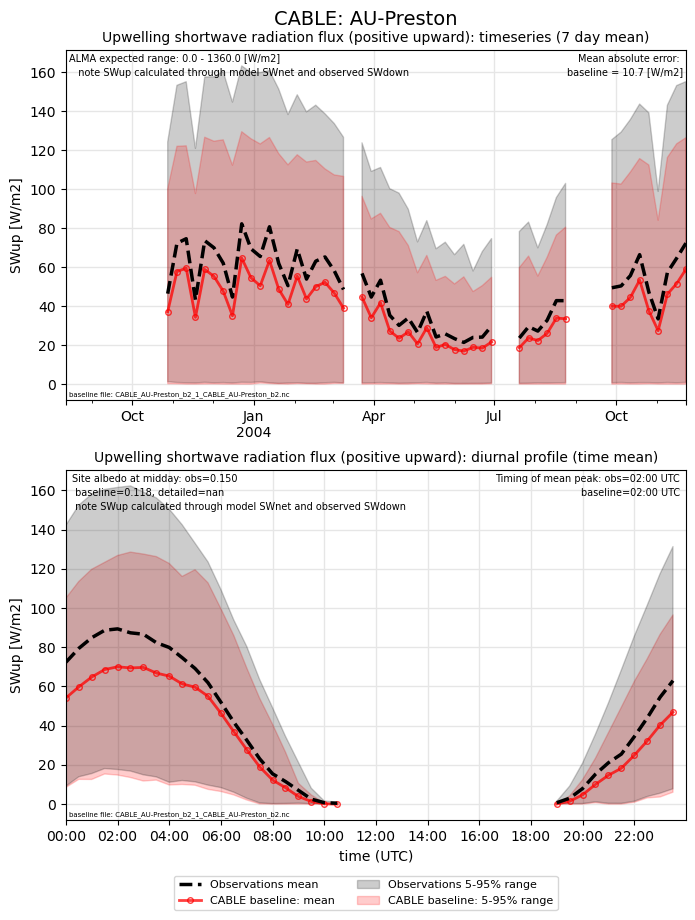 CABLE: AU-Preston
Upwelling shortwave radiation flux (positive upward): timeseries (7 day mean)
ALMA expected range: 0.0 - 1360.0 [W/m2]
note SWup calculated through model SWnet and observed SWdown
Mean absolute error:
baseline = 10.7 [W/m2]
160
140
120
100
80
60
40
20
0
SWup [W/m2]
baseline file: CABLE_AU-Preston_b2_1_CABLE_AU-Preston_b2.nc
Oct
Jan
2004
Apr
Jul
Oct
Upwelling shortwave radiation flux (positive upward): diurnal profile (time mean)
Site albedo at midday: obs=0.150
baseline=0.118, detailed=nan
note SWup calculated through model SWnet and observed SWdown
Timing of mean peak: obs=02:00 UTC
baseline=02:00 UTC
160
140
120
100
80
60
40
20
0
SWup [W/m2]
baseline file: CABLE_AU-Preston_b2_1_CABLE_AU-Preston_b2.nc
00:00 02:00 04:00 06:00 08:00 10:00 12:00 14:00 16:00 18:00 20:00 22:00
time (UTC)
Observations mean
CABLE baseline: mean
Observations 5-95% range
CABLE baseline: 5-95% range